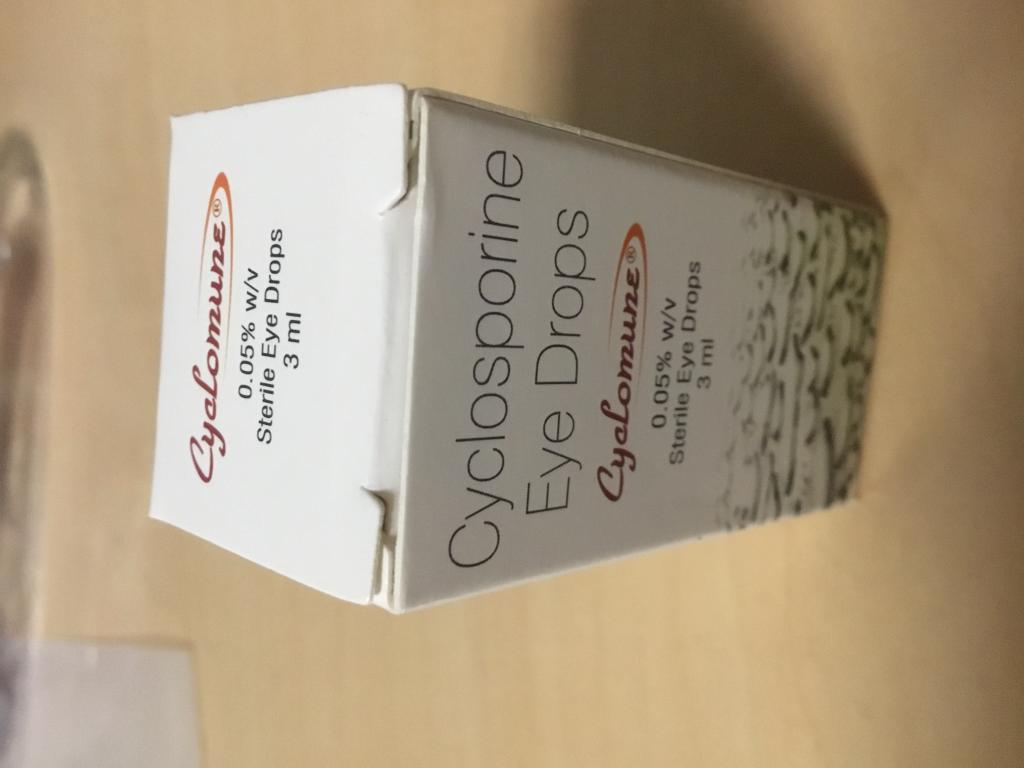 Cyclomune®
0.05% w/v
Sterile Eye Drops
3 ml
Cyclosporine
Eye Drops
Cyclomune®
0.05% w/v
Sterile Eye Drops
3 ml